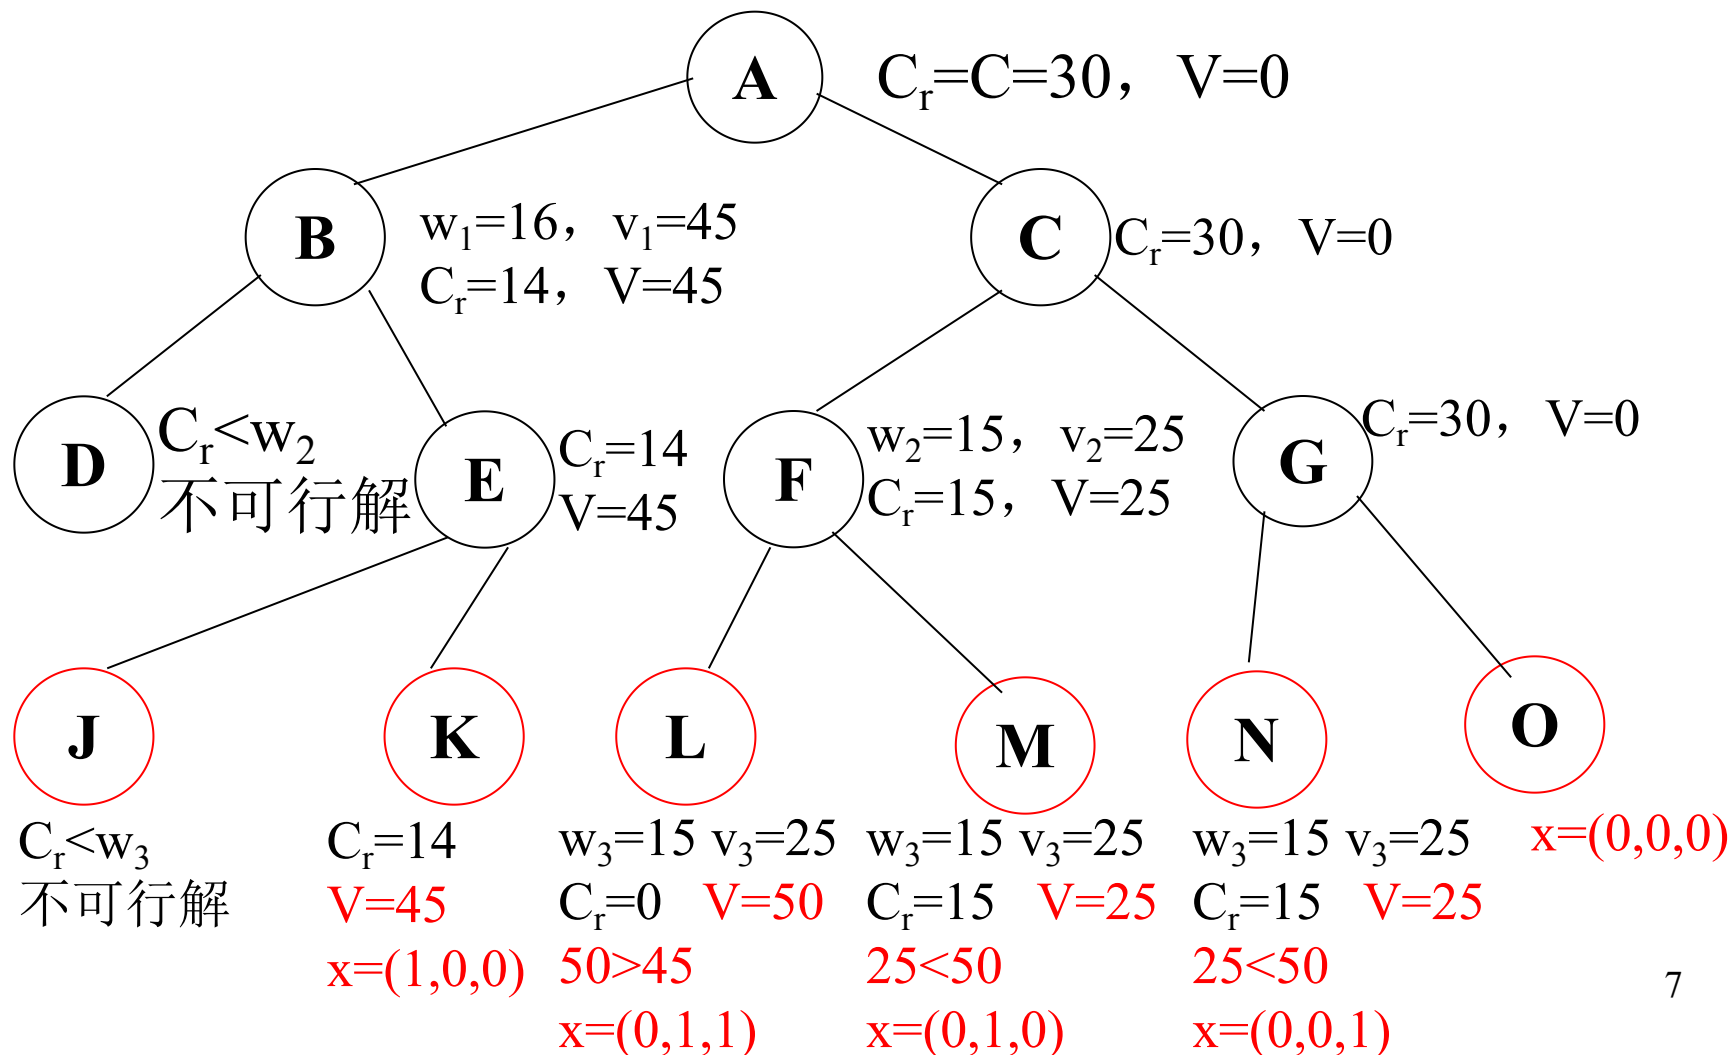 A
Cr=C=30，V=0
B
w1=16，v1=45
Cr=14，V=45
C
Cr=30，V=0
D
Cr<w2
不可行解
E
Cr=14
V=45
F
w2=15，v2=25
Cr=15，V=25
G
Cr=30，V=0
J
K
L
M
N
O
Cr<w3
不可行解
Cr=14
V=45
x=(1,0,0)
w3=15 v3=25
Cr=0 V=50
50>45
x=(0,1,1)
w3=15 v3=25
Cr=15 V=25
25<50
x=(0,1,0)
w3=15 v3=25
Cr=15 V=25
25<50
x=(0,0,1)
x=(0,0,0)
7